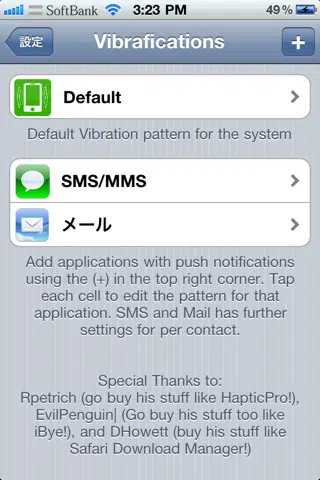 SoftBank 3:23 PM 49%
設定 Vibrafications +
Default
Default Vibration pattern for the system
SMS/MMS
メール
Add applications with push notifications
using the (+) in the top right corner. Tap
each cell to edit the pattern for that
application. SMS and Mail has further
settings for per contact.
Special Thanks to:
Rpetrich (go buy his stuff like HapticPro!),
EvilPenguin| (Go buy his stuff too like
iBye!), and DHowett (buy his stuff like
Safari Download Manager!)